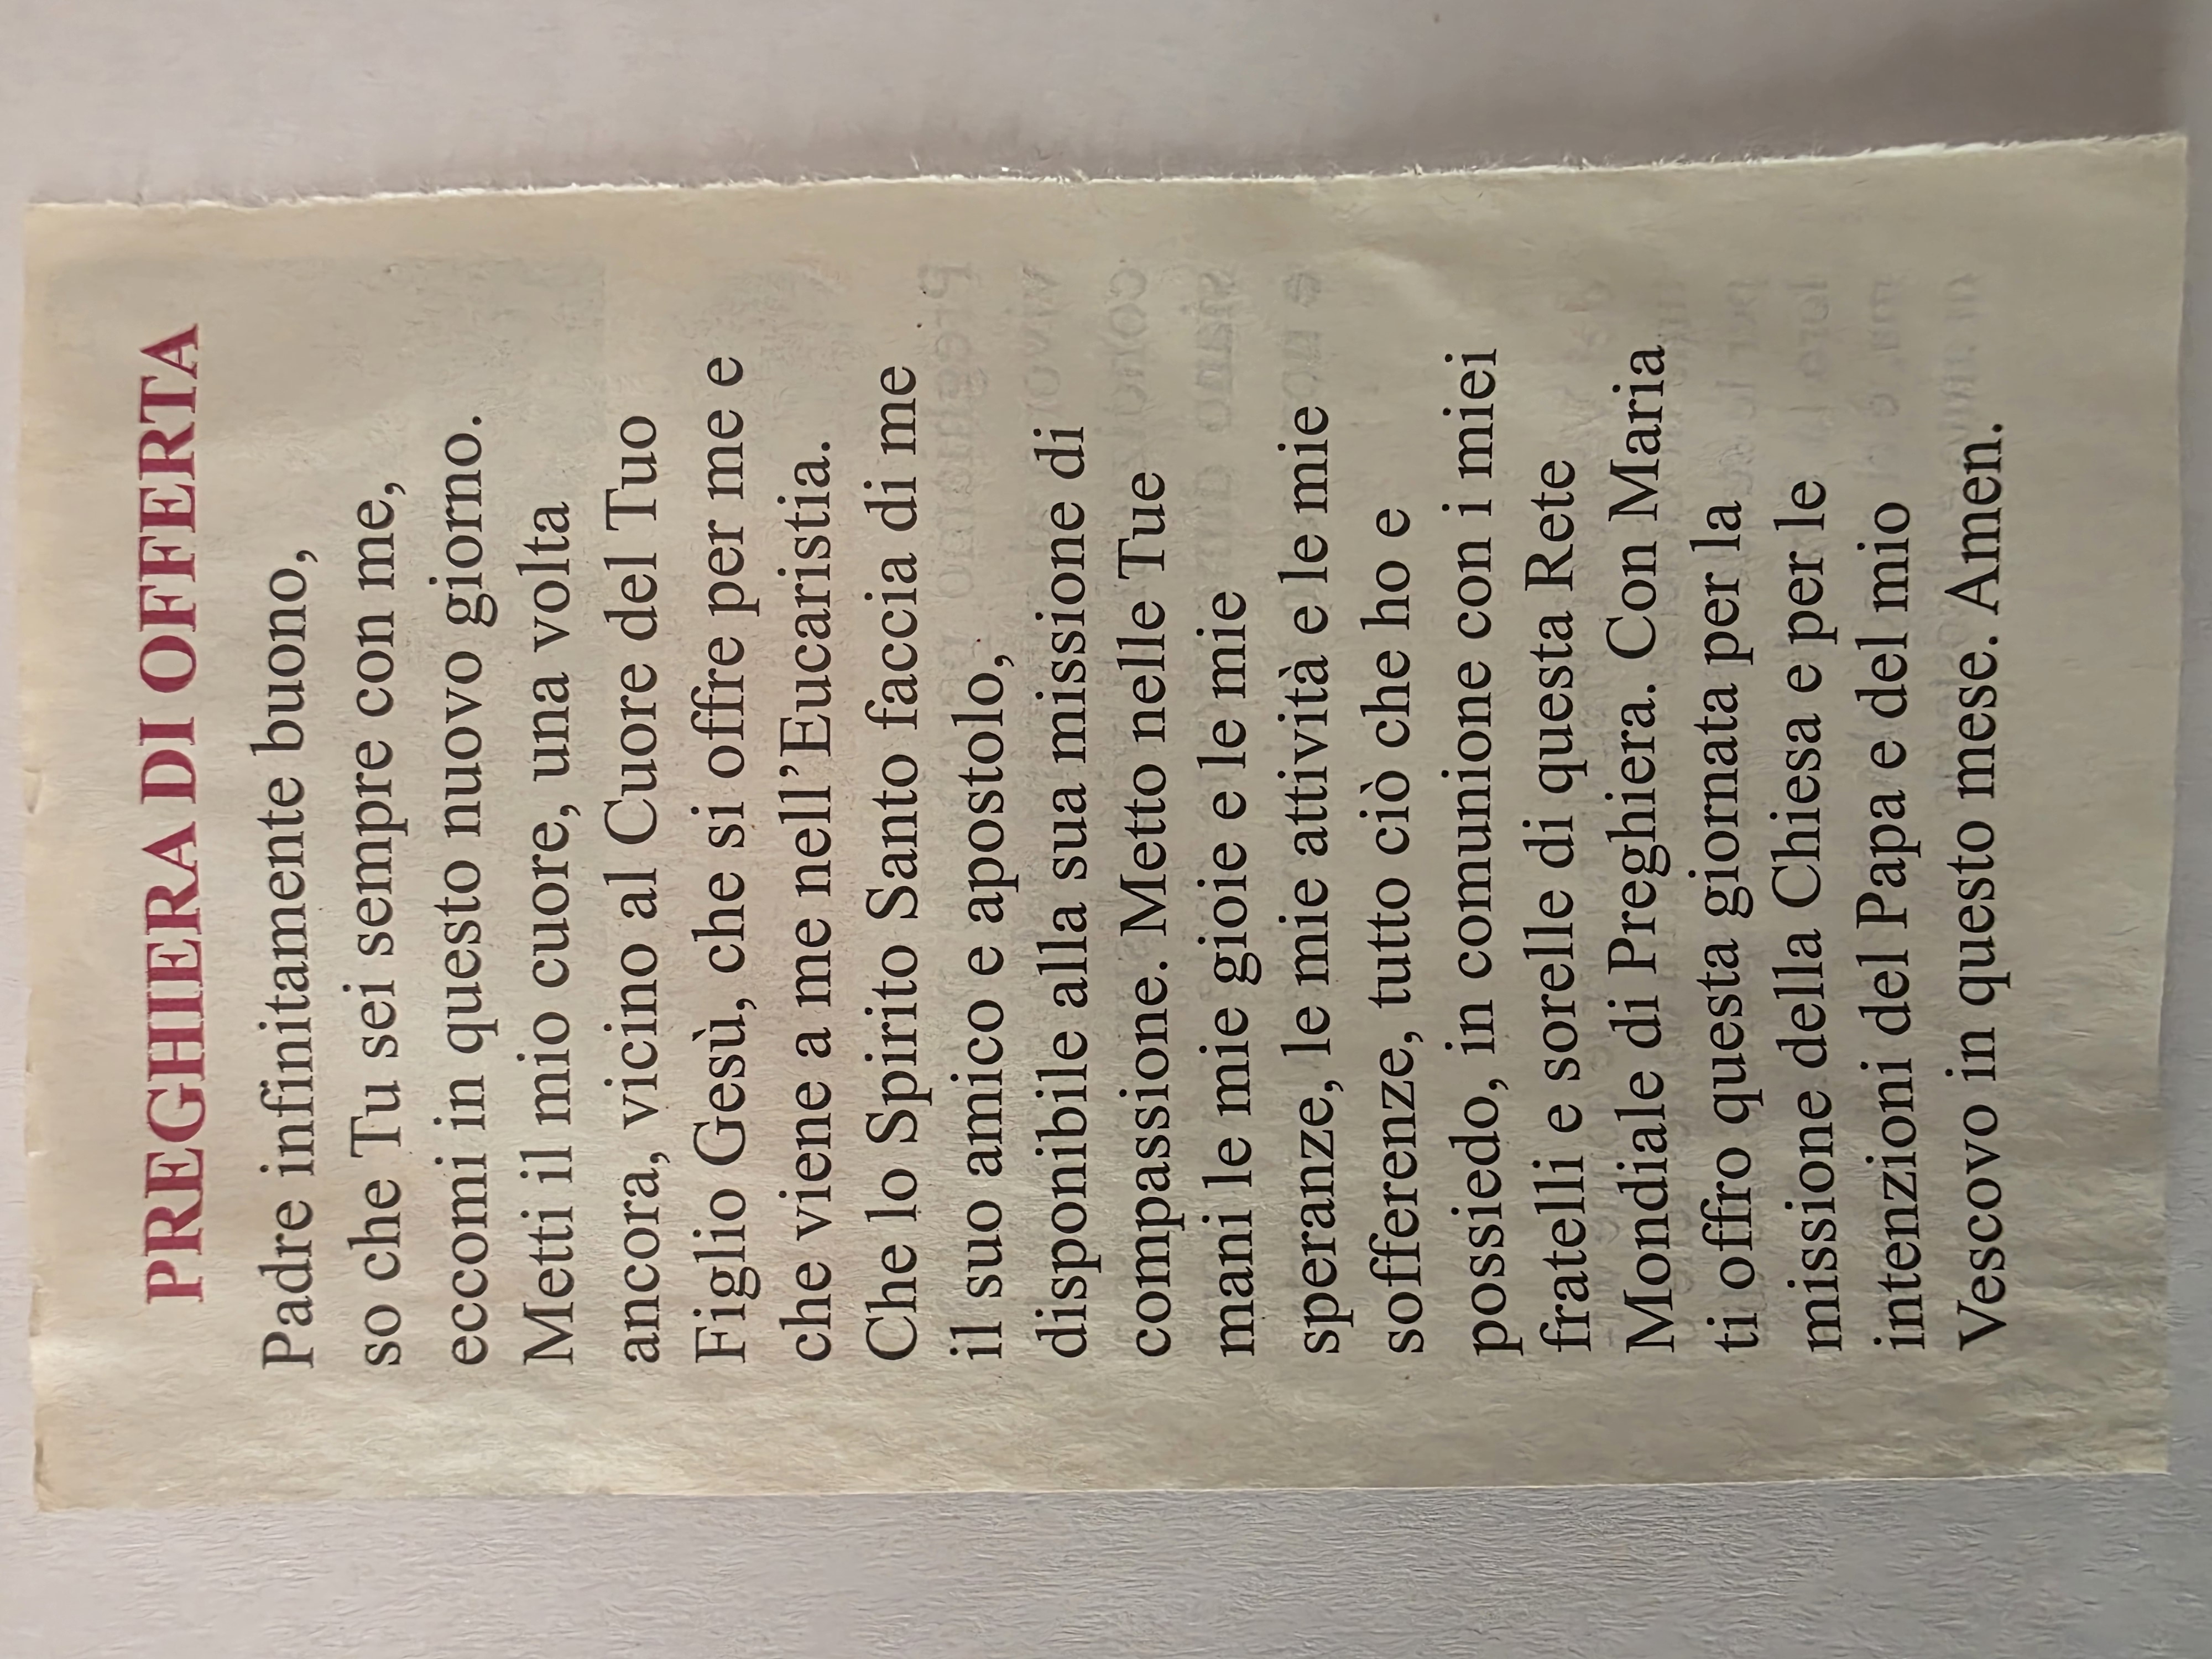 PREGHIERA DI OFFERTA
Padre infinitamente buono,
so che Tu sei sempre con me,
eccomi in questo nuovo giorno.
Metti il mio cuore, una volta
ancora, vicino al Cuore del Tuo
Figlio Gesù, che si offre per me e
che viene a me nell’Eucaristia.
Che lo Spirito Santo faccia di me
il suo amico e apostolo,
disponibile alla sua missione di
compassione. Metto nelle Tue
mani le mie gioie e le mie
speranze, le mie attività e le mie
sofferenze, tutto ciò che ho e
possiedo, in comunione con i miei
fratelli e sorelle di questa Rete
Mondiale di Preghiera. Con Maria
ti offro questa giornata per la
missione della Chiesa e per le
intenzioni del Papa e del mio
Vescovo in questo mese. Amen.